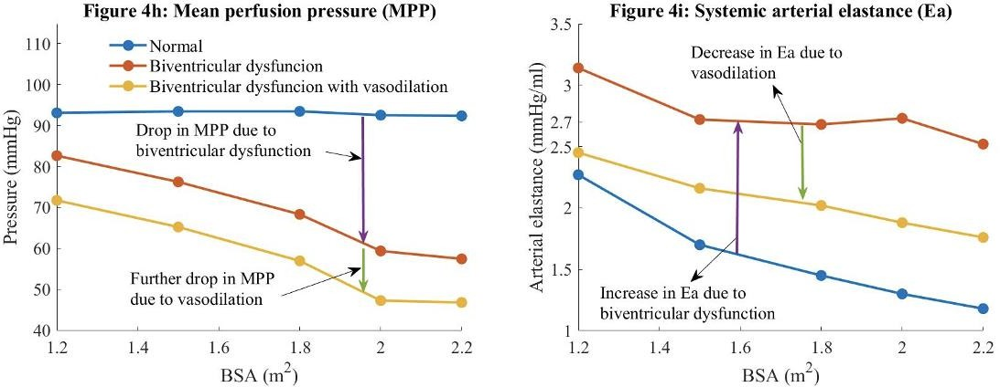 Figure 4h: Mean perfusion pressure (MPP)
110
100
90
80
70
60
50
40
Pressure (mmHg)
Normal
Biventricular dysfuncion
Biventricular dysfuncion with vasodilation
Drop in MPP due to
biventricular dysfunction
Further drop in MPP
due to vasodilation
1.2 1.4 1.6 1.8 2 2.2
BSA (m²)
Figure 4i: Systemic arterial elastance (Ea)
3.5
3
2.7
2.5
2
1.5
1
Arterial elastance (mmHg/ml)
Decrease in Ea due to
vasodilation
Increase in Ea due to
biventricular dysfunction
1.2 1.4 1.6 1.8 2 2.2
BSA (m²)